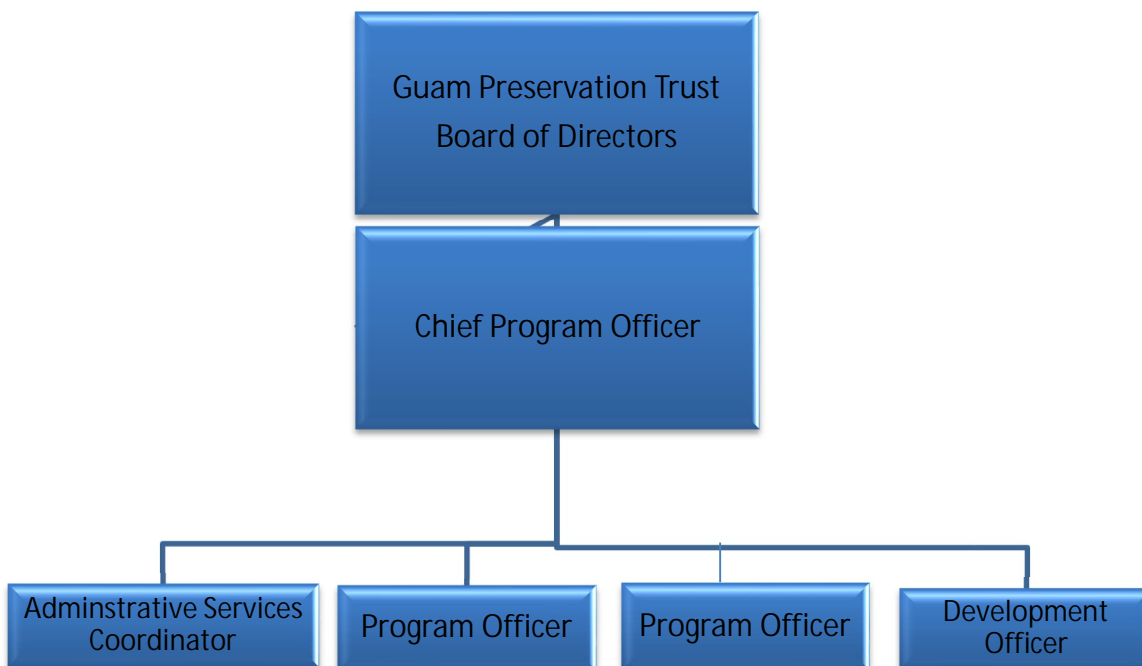 Guam Preservation Trust
Board of Directors
Chief Program Officer
Adminstrative Services
Coordinator
Program Officer
Program Officer
Development
Officer